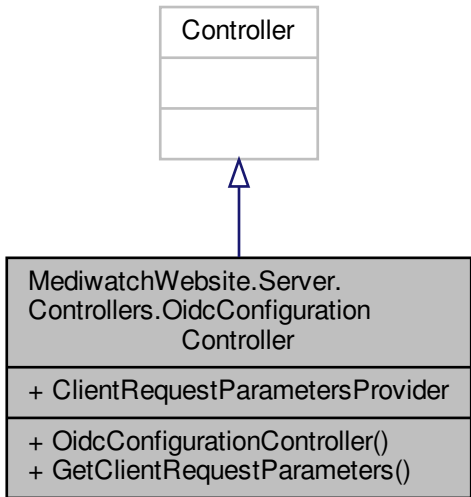 Controller
MediwatchWebsite.Server.
Controllers.OidcConfiguration
Controller
+ ClientRequestParametersProvider
+ OidcConfigurationController()
+ GetClientRequestParameters()